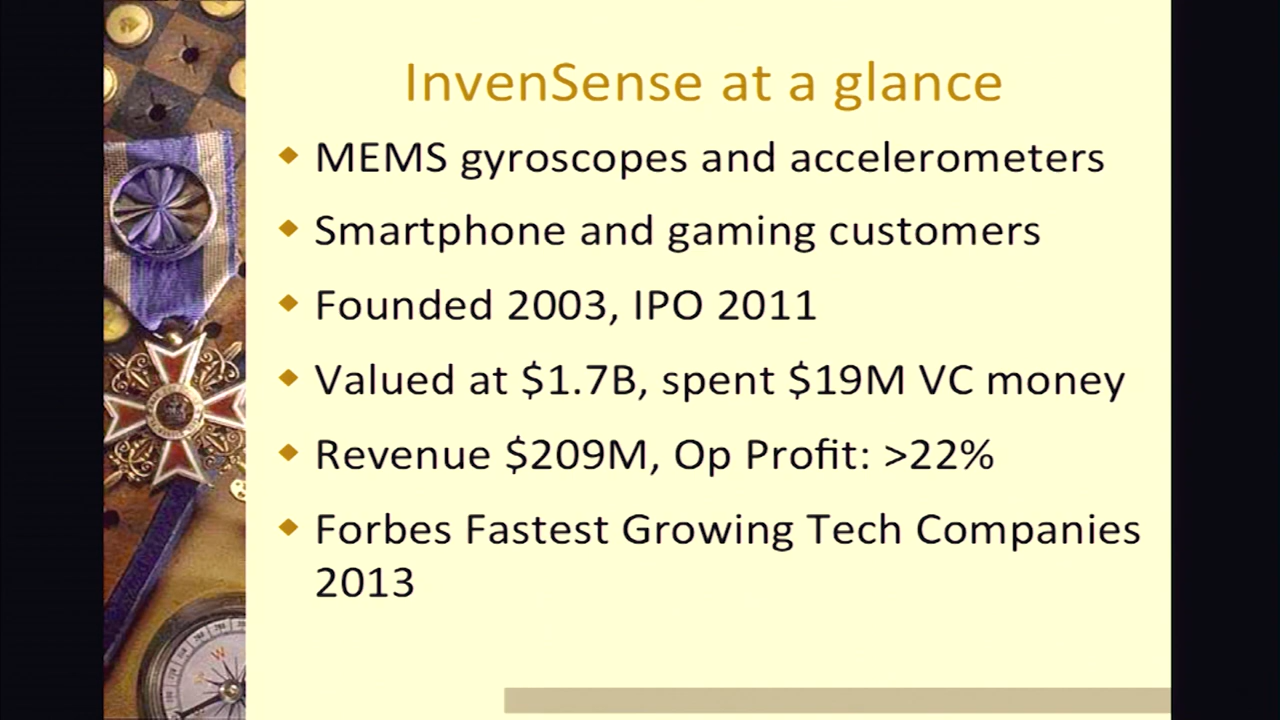 InvenSense at a glance
MEMS gyroscopes and accelerometers
Smartphone and gaming customers
Founded 2003, IPO 2011
Valued at $1.7B, spent $19M VC money
Revenue $209M, Op Profit: >22%
Forbes Fastest Growing Tech Companies
2013
W